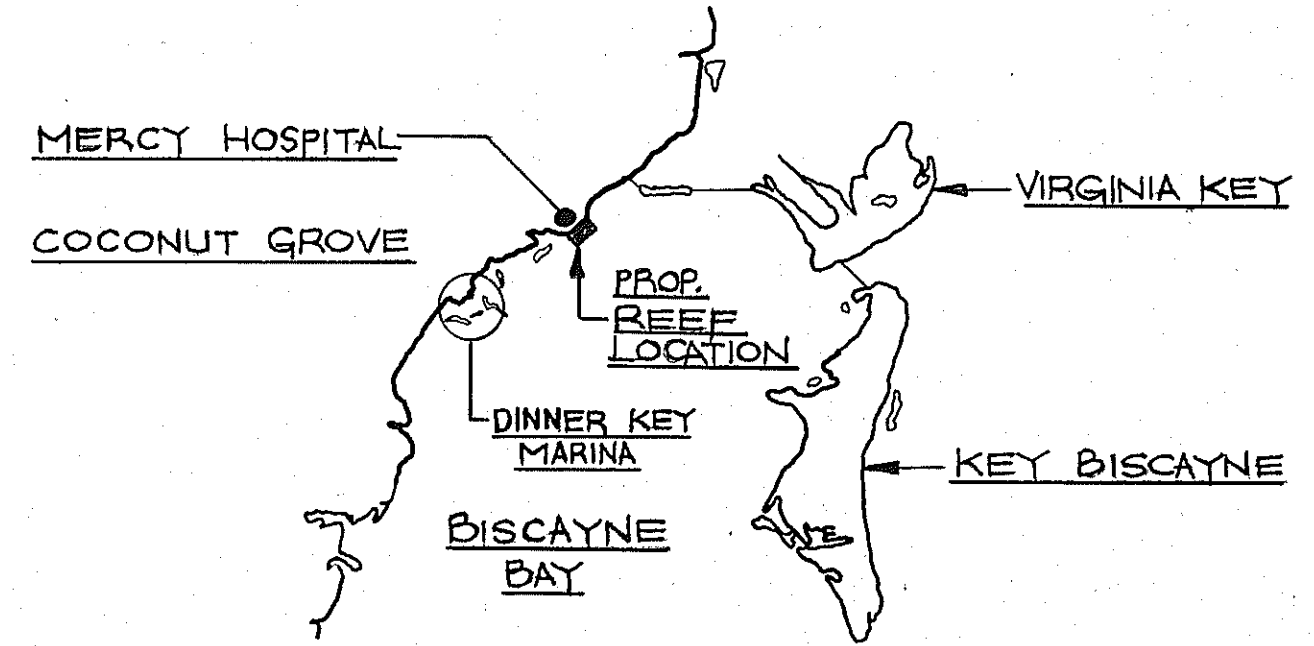 MERCY HOSPITAL
VIRGINIA KEY
COCONUT GROVE
PROP.
REEF
LOCATION
DINNER KEY
MARINA
KEY BISCAYNE
BISCAYNE
BAY